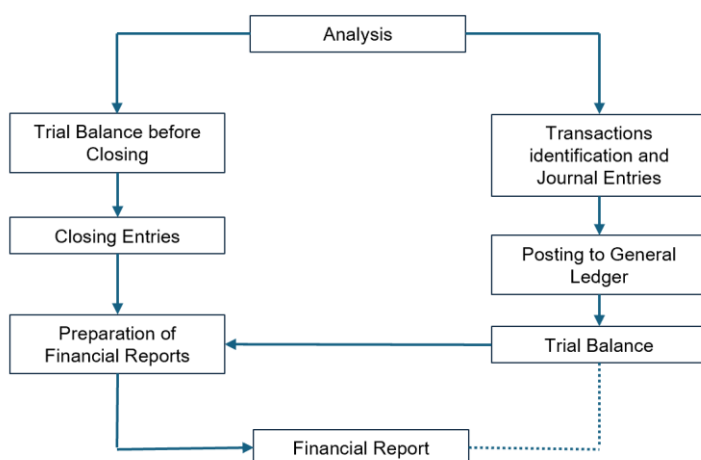 Analysis
Trial Balance before
Closing
Transactions
identification and
Journal Entries
Closing Entries
Posting to General
Ledger
Preparation of
Financial Reports
Trial Balance
Financial Report